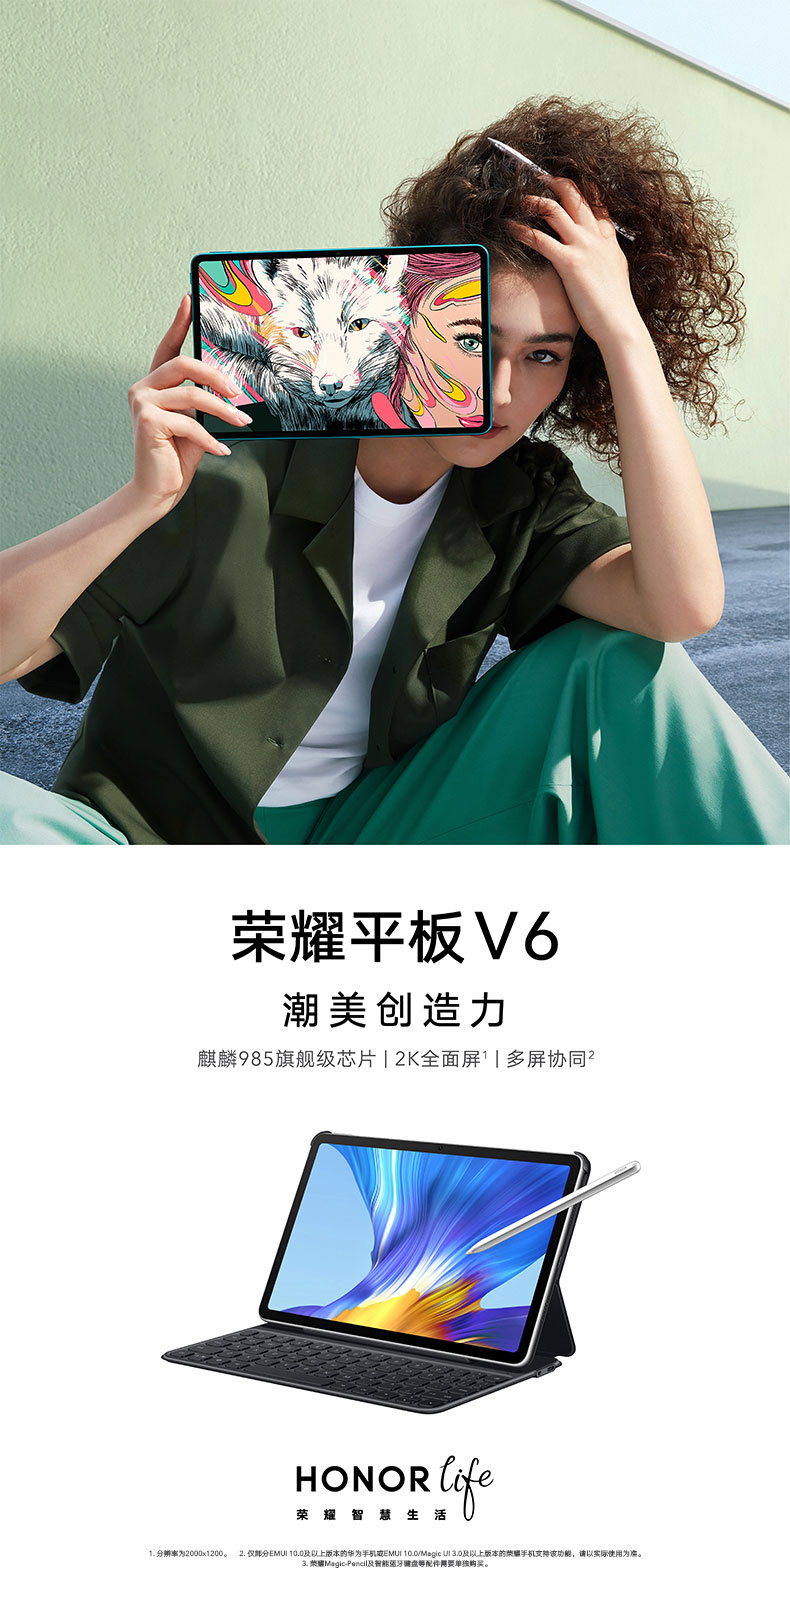 荣耀平板V6
潮美创造力
麒麟985旗舰级芯片 | 2K全面屏¹ | 多屏协同²
HONOR life
荣耀智慧生活
1. 分辨率为2000x1200。 2. 仅部分EMUI 10.0及以上版本的华为手机或EMUI 10.0/Magic UI 3.0及以上版本的荣耀手机支持该功能，请以实际使用为准。
3. 荣耀Magic-Pencil及智能蓝牙键盘等配件需要单独购买。